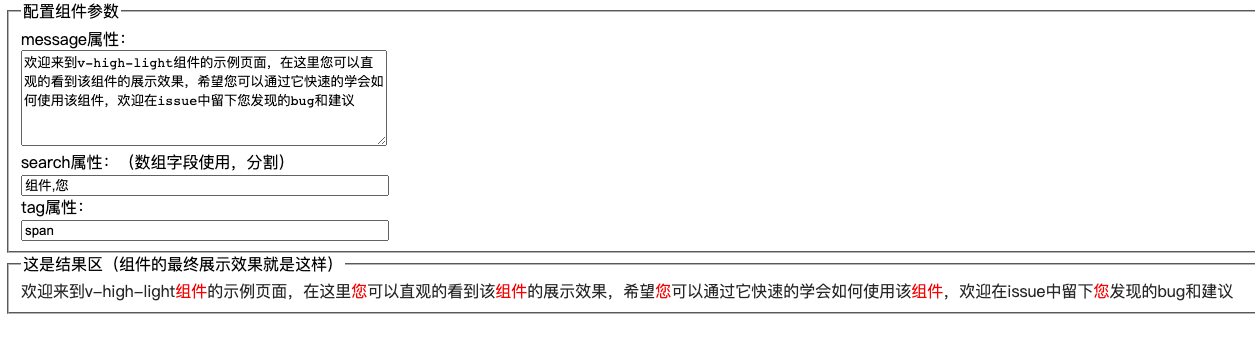 配置组件参数
message属性：
欢迎来到v-high-light组件的示例页面，在这里您可以直
观的看到该组件的展示效果，希望您可以通过它快速的学会如
何使用该组件，欢迎在issue中留下您发现的bug和建议
search属性：（数组字段使用，分割）
组件,您
tag属性：
span
这是结果区（组件的最终展示效果就是这样）
欢迎来到v-high-light组件的示例页面，在这里您可以直观的看到该组件的展示效果，希望您可以通过它快速的学会如何使用该组件，欢迎在issue中留下您发现的bug和建议